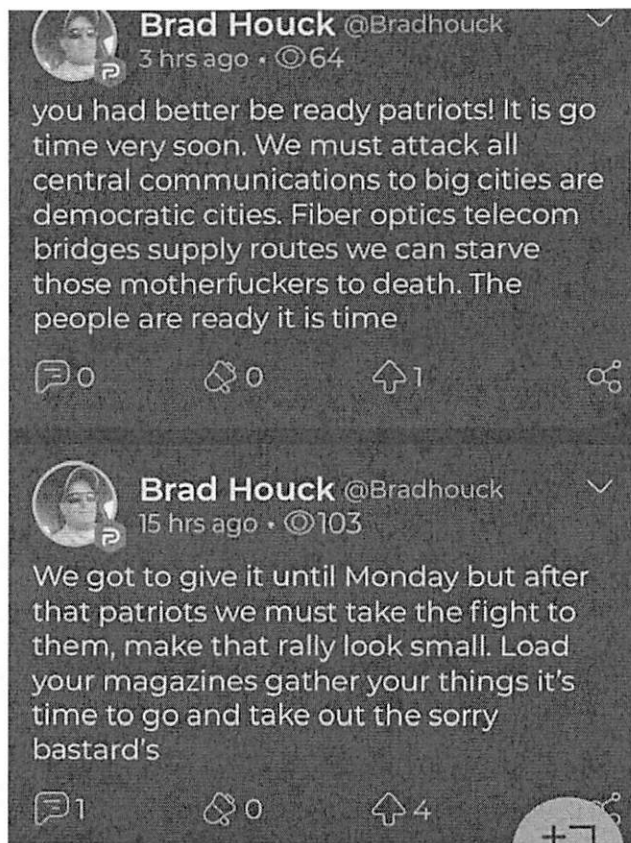 Brad Houck @Bradhouck
3 hrs ago • 64
you had better be ready patriots! It is go
time very soon. We must attack all
central communications to big cities are
democratic cities. Fiber optics telecom
bridges supply routes we can starve
those motherfuckers to death. The
people are ready it is time
0 0 1
Brad Houck @Bradhouck
15 hrs ago • 103
We got to give it until Monday but after
that patriots we must take the fight to
them, make that rally look small. Load
your magazines gather your things it's
time to go and take out the sorry
bastard's
1 0 4